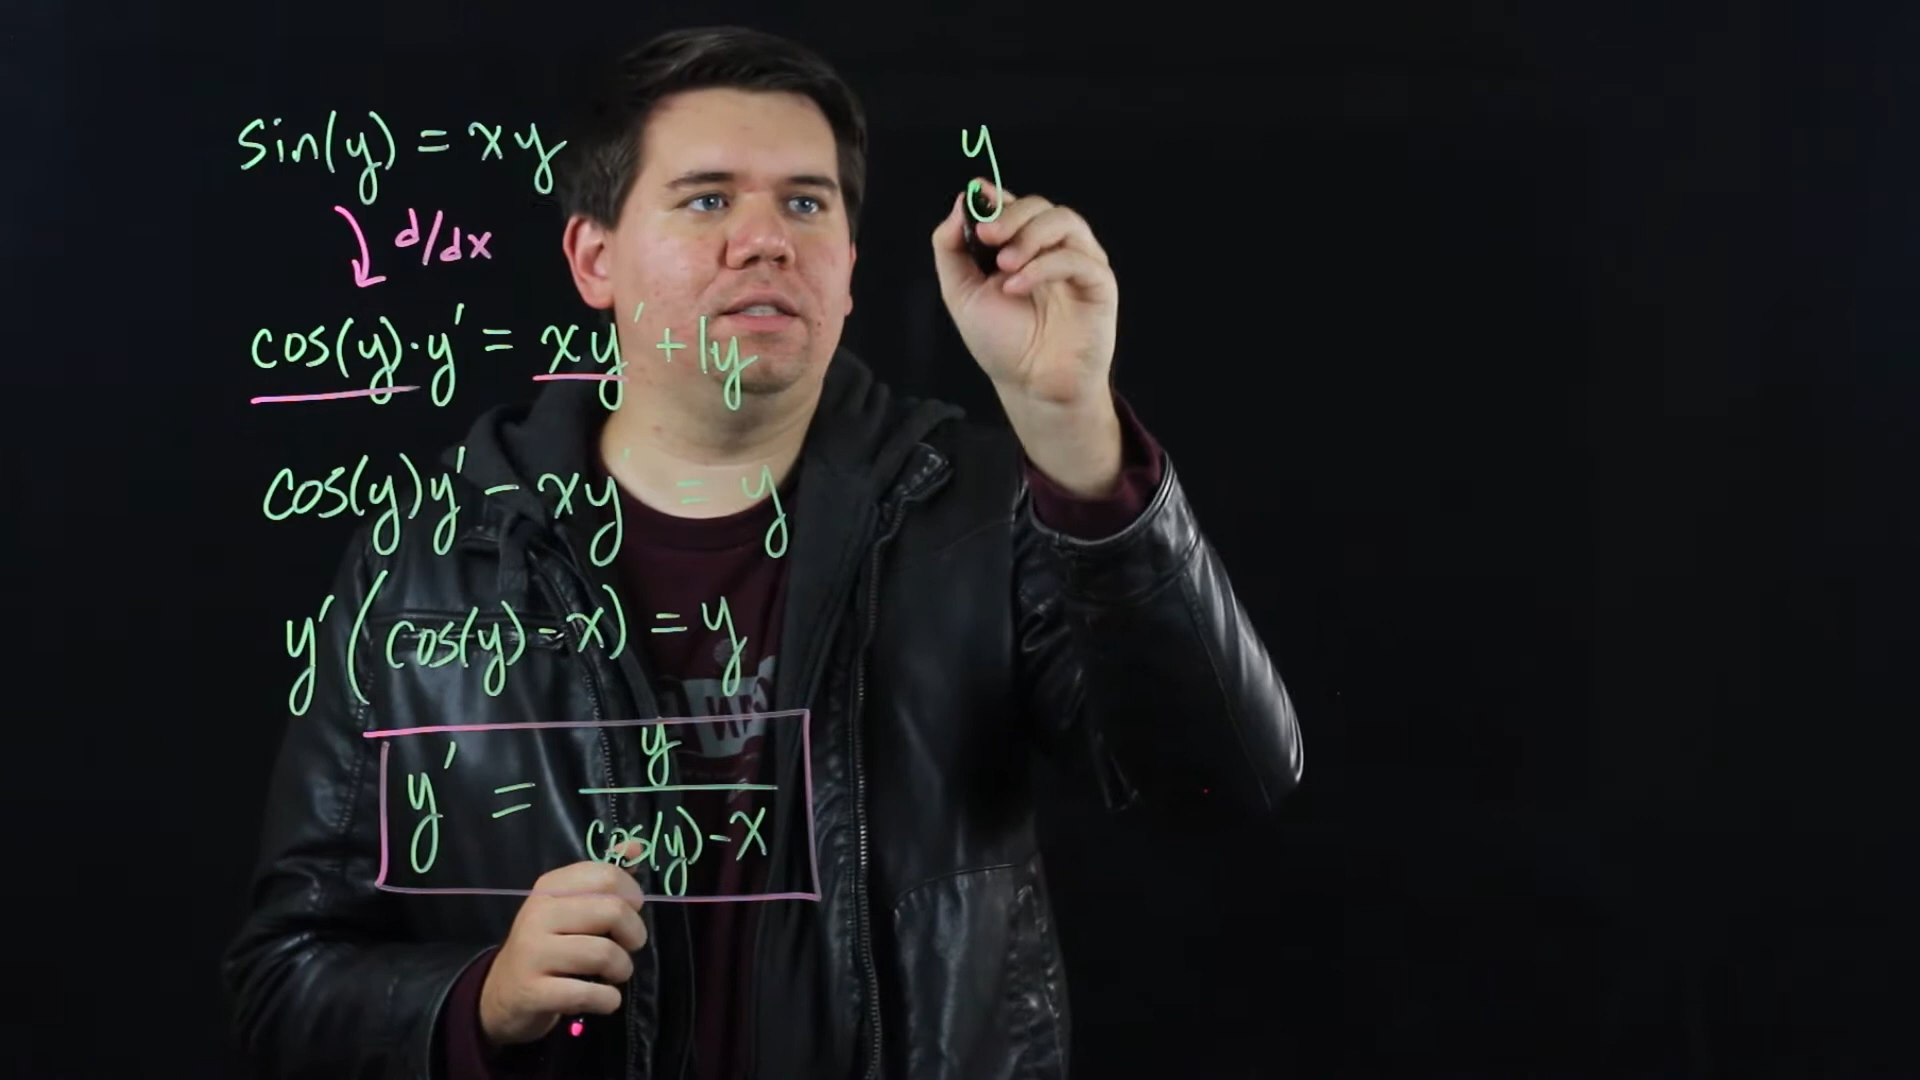 sin(y) = xy
d/dx
cos(y)·y' = xy' + 1y
cos(y)y' - xy' = y
y'(cos(y) - x) = y
y' = y / (cos(y) - x)
y